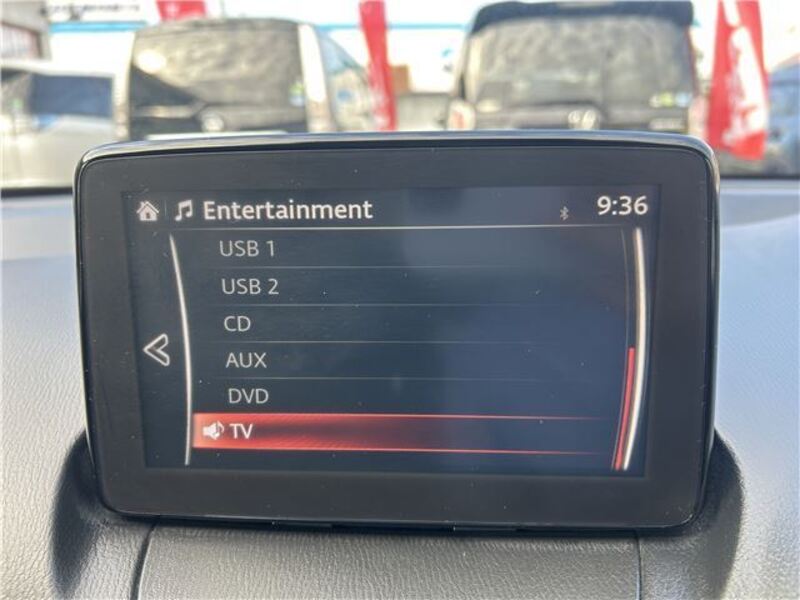 Entertainment 9:36
USB 1
USB 2
CD
AUX
DVD
TV